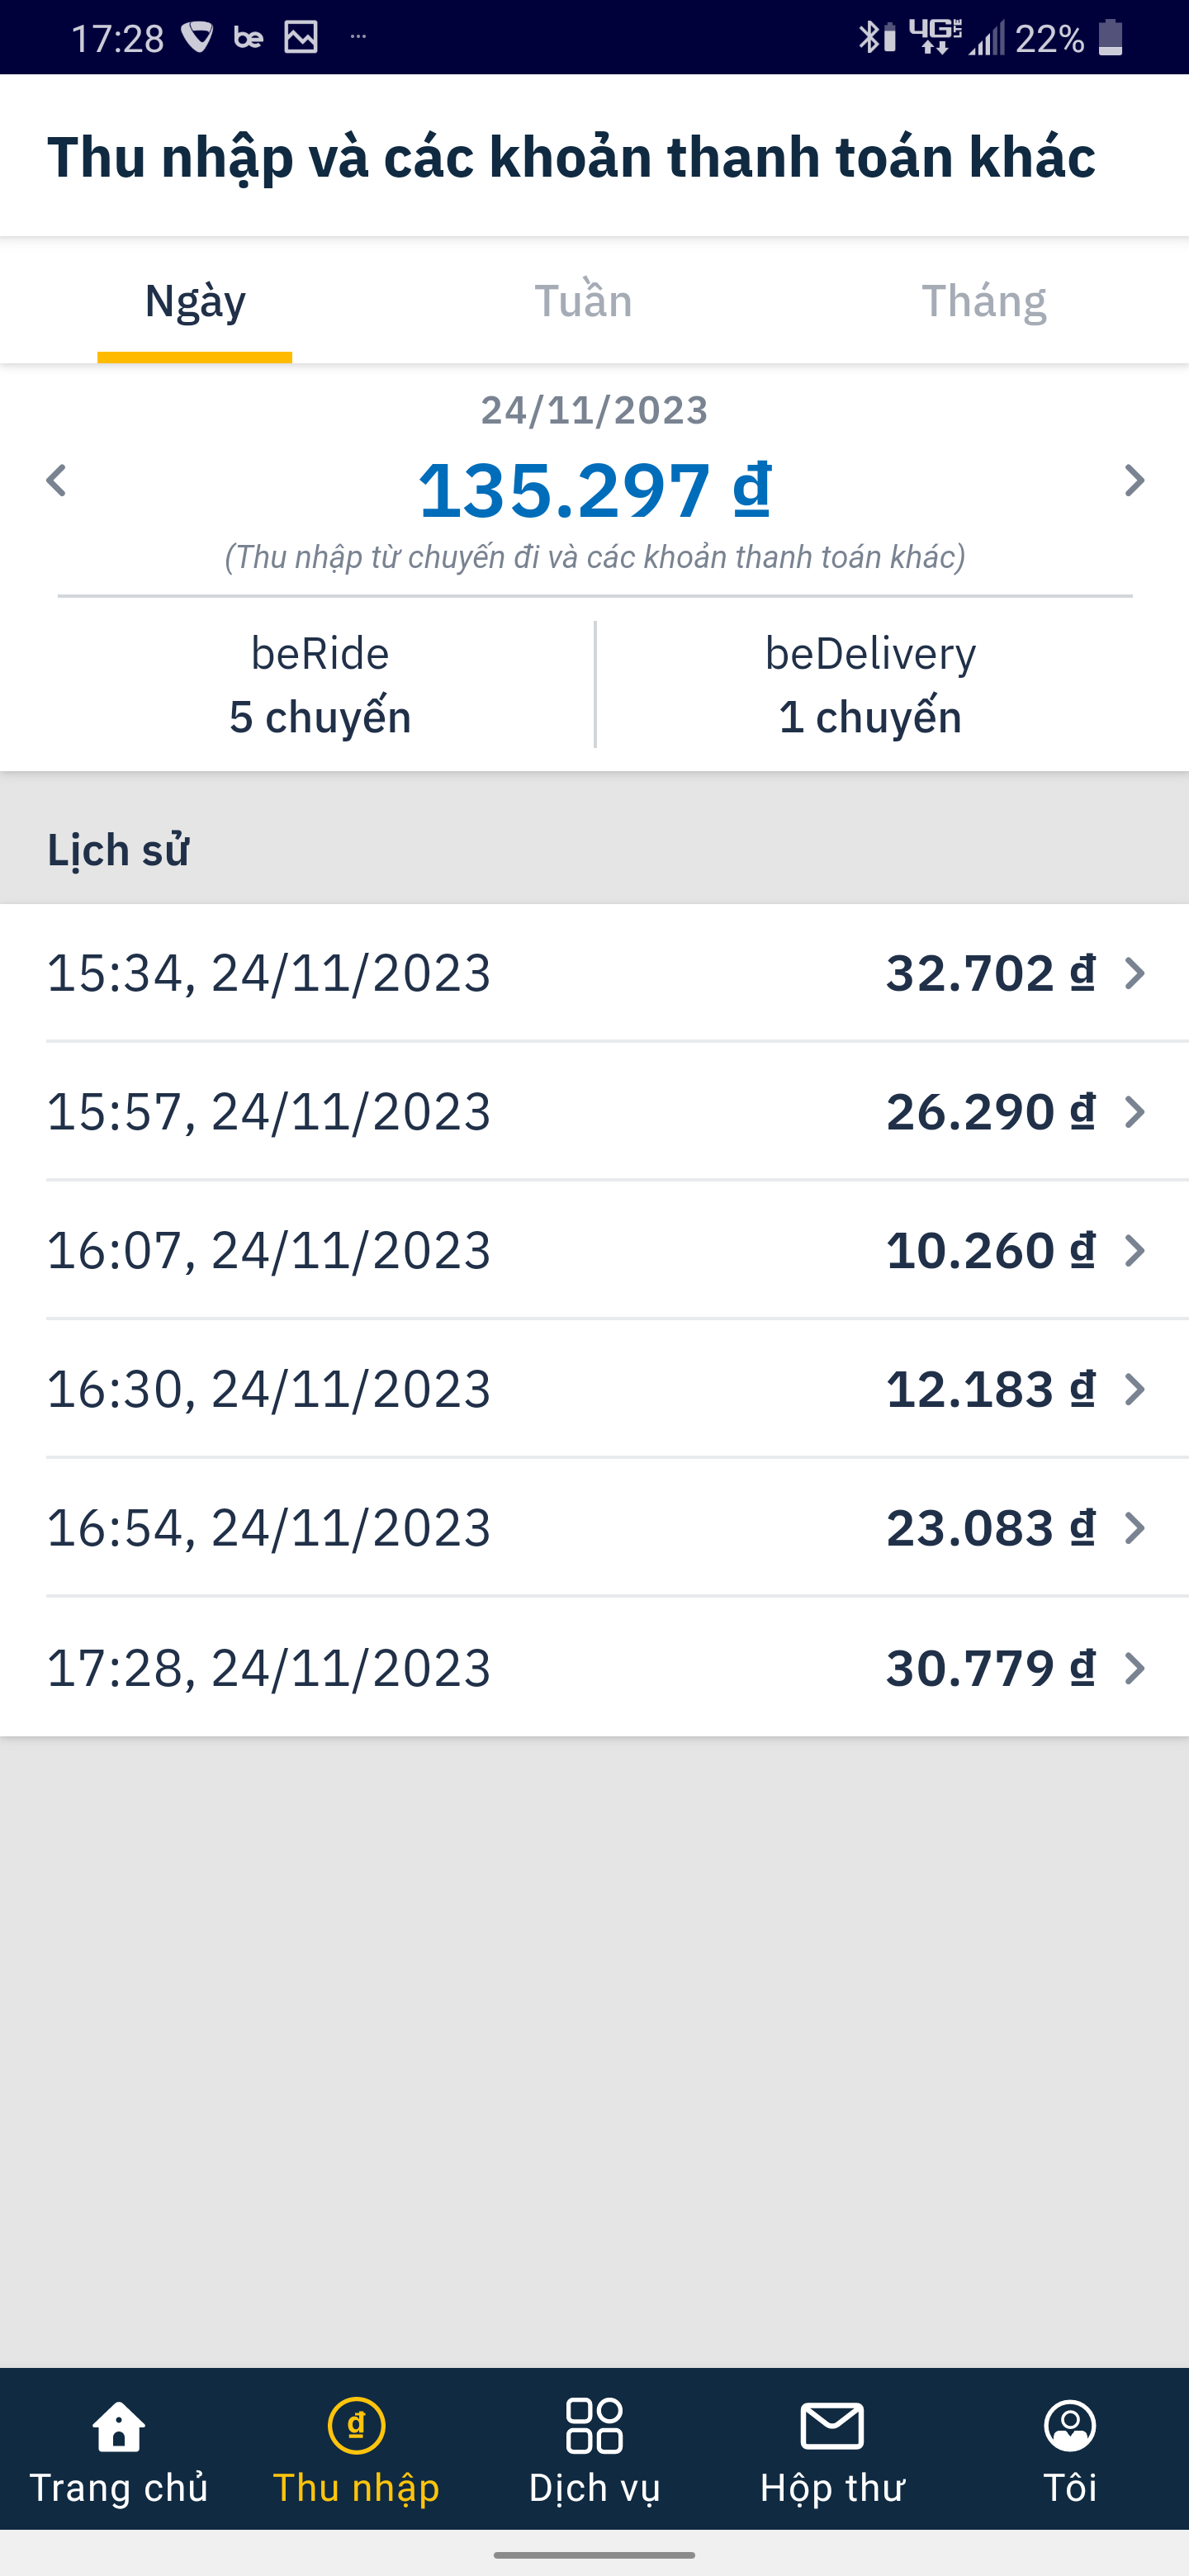 17:28 be ... 4G LTE 22%
Thu nhập và các khoản thanh toán khác
Ngày Tuần Tháng
24/11/2023
135.297 ₫
(Thu nhập từ chuyến đi và các khoản thanh toán khác)
beRide beDelivery
5 chuyến 1 chuyến
Lịch sử
15:34, 24/11/2023 32.702 ₫
15:57, 24/11/2023 26.290 ₫
16:07, 24/11/2023 10.260 ₫
16:30, 24/11/2023 12.183 ₫
16:54, 24/11/2023 23.083 ₫
17:28, 24/11/2023 30.779 ₫
₫
Trang chủ Thu nhập Dịch vụ Hộp thư Tôi